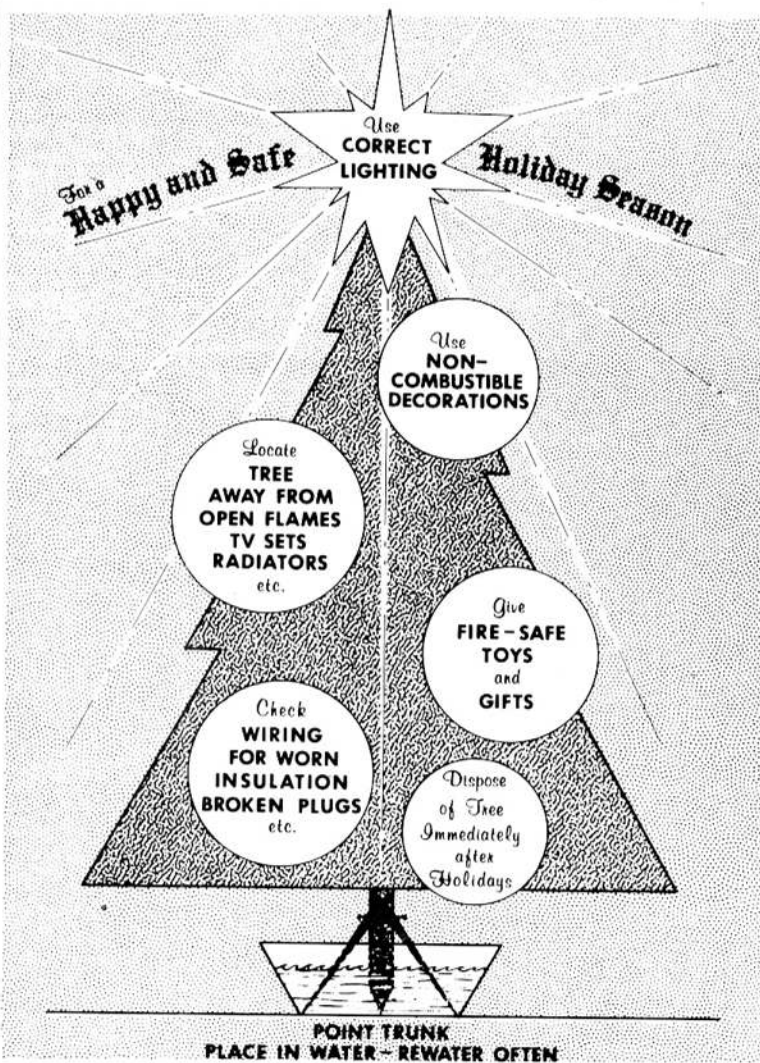 For a
Happy and Safe
Holiday Season
Use
CORRECT
LIGHTING
Use
NON-
COMBUSTIBLE
DECORATIONS
Locate
TREE
AWAY FROM
OPEN FLAMES
TV SETS
RADIATORS
etc.
Give
FIRE-SAFE
TOYS
and
GIFTS
Check
WIRING
FOR WORN
INSULATION
BROKEN PLUGS
etc.
Dispose
of Tree
Immediately
after
Holidays
POINT TRUNK
PLACE IN WATER - REWATER OFTEN